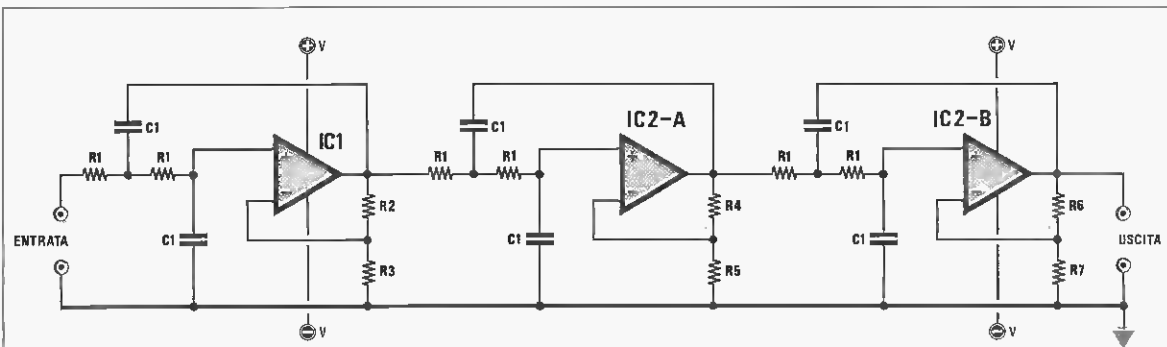 V
V
IC1
IC2-A
IC2-B
C1
C1
C1
R1
R1
R1
R1
R1
R1
R2
R4
R6
ENTRATA
C1
C1
C1
USCITA
R3
R5
R7
V
V